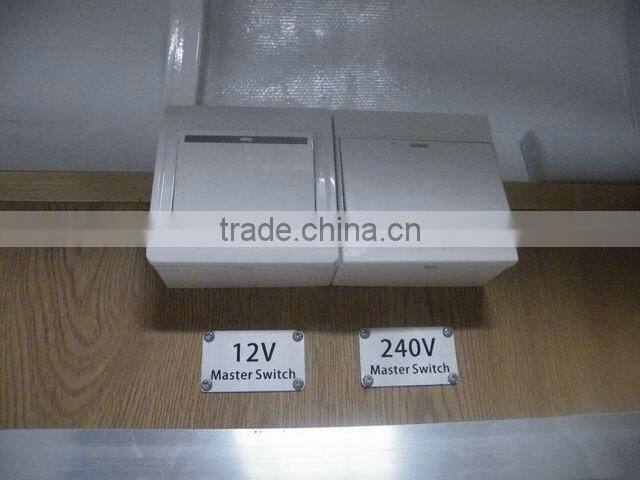 trade.china.cn
12V
Master Switch
240V
Master Switch